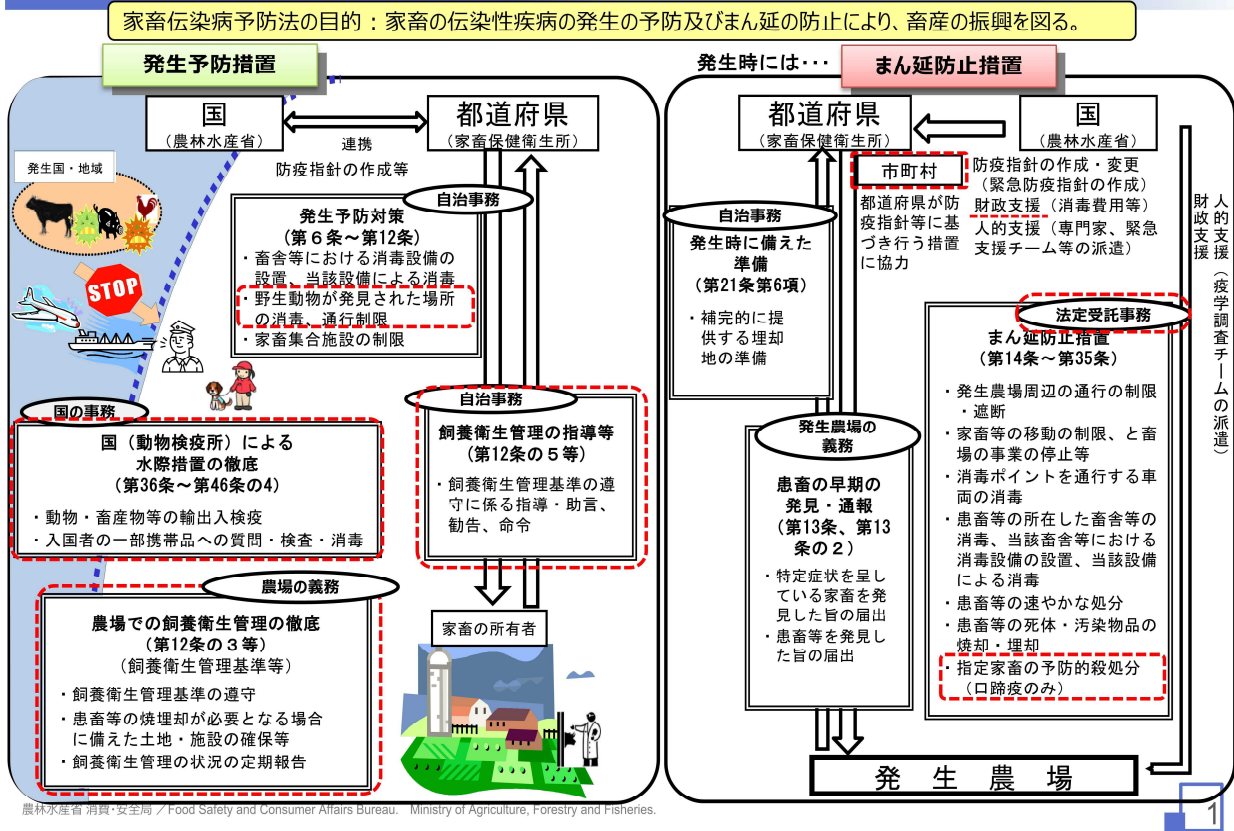 家畜伝染病予防法の目的：家畜の伝染性疾病の発生の予防及びまん延の防止により、畜産の振興を図る。
発生予防措置
国
（農林水産省）
連携
防疫指針の作成等
都道府県
（家畜保健衛生所）
発生国・地域
STOP
自治事務
発生予防対策
（第６条～第12条）
・畜舎等における消毒設備の
設置、当該設備による消毒
・野生動物が発見された場所
の消毒、通行制限
・家畜集合施設の制限
国の事務
国（動物検疫所）による
水際措置の徹底
（第36条～第46条の4）
・動物・畜産物等の輸出入検疫
・入国者の一部携帯品への質問・検査・消毒
自治事務
飼養衛生管理の指導等
（第12条の５等）
・飼養衛生管理基準の遵
守に係る指導・助言、
勧告、命令
農場の義務
農場での飼養衛生管理の徹底
（第12条の３等）
（飼養衛生管理基準等）
・飼養衛生管理基準の遵守
・患畜等の焼埋却が必要となる場合
に備えた土地・施設の確保等
・飼養衛生管理の状況の定期報告
家畜の所有者
発生時には・・・
まん延防止措置
都道府県
（家畜保健衛生所）
国
（農林水産省）
市町村
都道府県が防
疫指針等に基
づき行う措置
に協力
防疫指針の作成・変更
（緊急防疫指針の作成）
財政支援（消毒費用等）
人的支援（専門家、緊急
支援チーム等の派遣）
人的支援（疫学調査チームの派遣）
財政支援
自治事務
発生時に備えた
準備
（第21条第6項）
・補完的に提
供する埋却
地の準備
発生農場の
義務
患畜の早期の
発見・通報
（第13条、第13
条の２）
・特定症状を呈し
ている家畜を発
見した旨の届出
・患畜等を発見し
た旨の届出
法定受託事務
まん延防止措置
（第14条～第35条）
・発生農場周辺の通行の制限
・遮断
・家畜等の移動の制限、と畜
場の事業の停止等
・消毒ポイントを通行する車
両の消毒
・患畜等の所在した畜舎等の
消毒、当該畜舎等における
消毒設備の設置、当該設備
による消毒
・患畜等の速やかな処分
・患畜等の死体・汚染物品の
焼却・埋却
・指定家畜の予防的殺処分
（口蹄疫のみ）
発生農場
農林水産省 消費・安全局 ／Food Safety and Consumer Affairs Bureau. Ministry of Agriculture, Forestry and Fisheries.
1